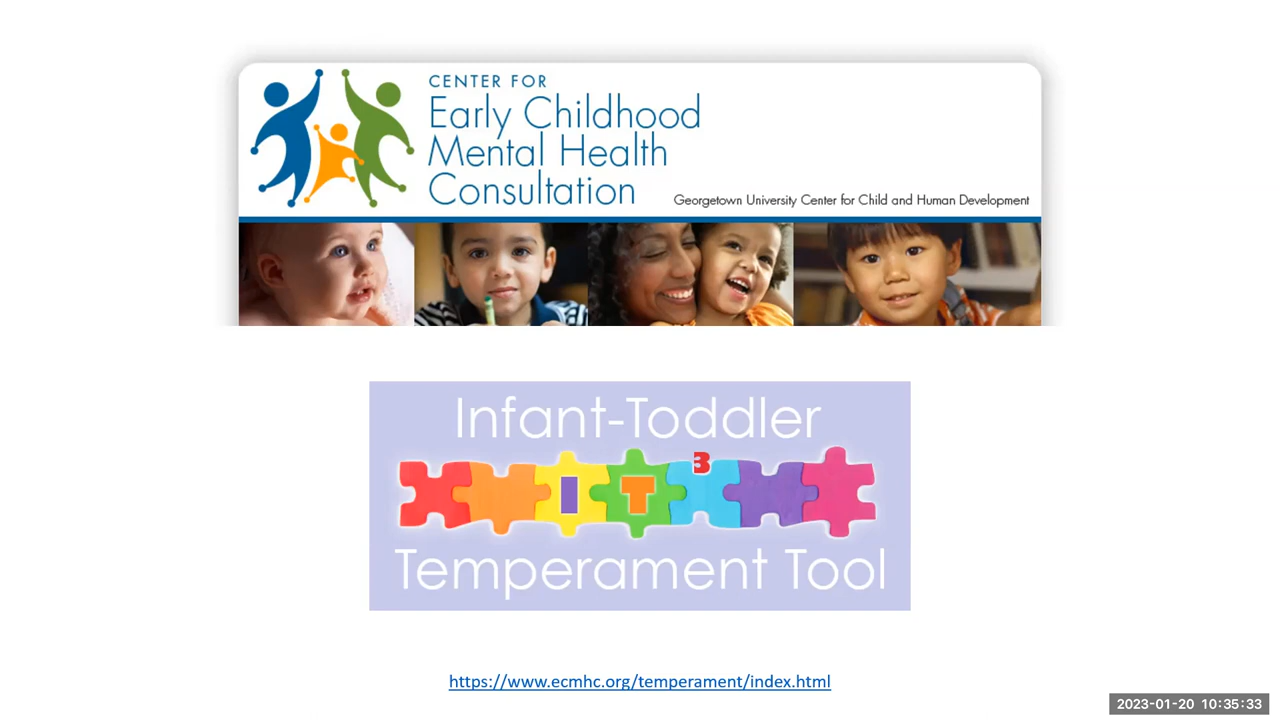 CENTER FOR
Early Childhood
Mental Health
Consultation
Georgetown University Center for Child and Human Development
Infant-Toddler
I T 3
Temperament Tool
https://www.ecmhc.org/temperament/index.html
2023-01-20 10:35:33